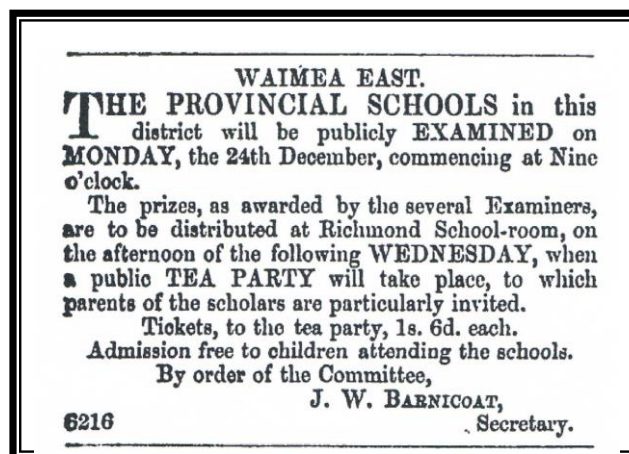 WAIMEA EAST.
THE PROVINCIAL SCHOOLS in this
district will be publicly EXAMINED on
MONDAY, the 24th December, commencing at Nine
o'clock.
The prizes, as awarded by the several Examiners,
are to be distributed at Richmond School-room, on
the afternoon of the following WEDNESDAY, when
a public TEA PARTY will take place, to which
parents of the scholars are particularly invited.
Tickets, to the tea party, 1s. 6d. each.
Admission free to children attending the schools.
By order of the Committee,
J. W. BARNICOAT,
6216 Secretary.